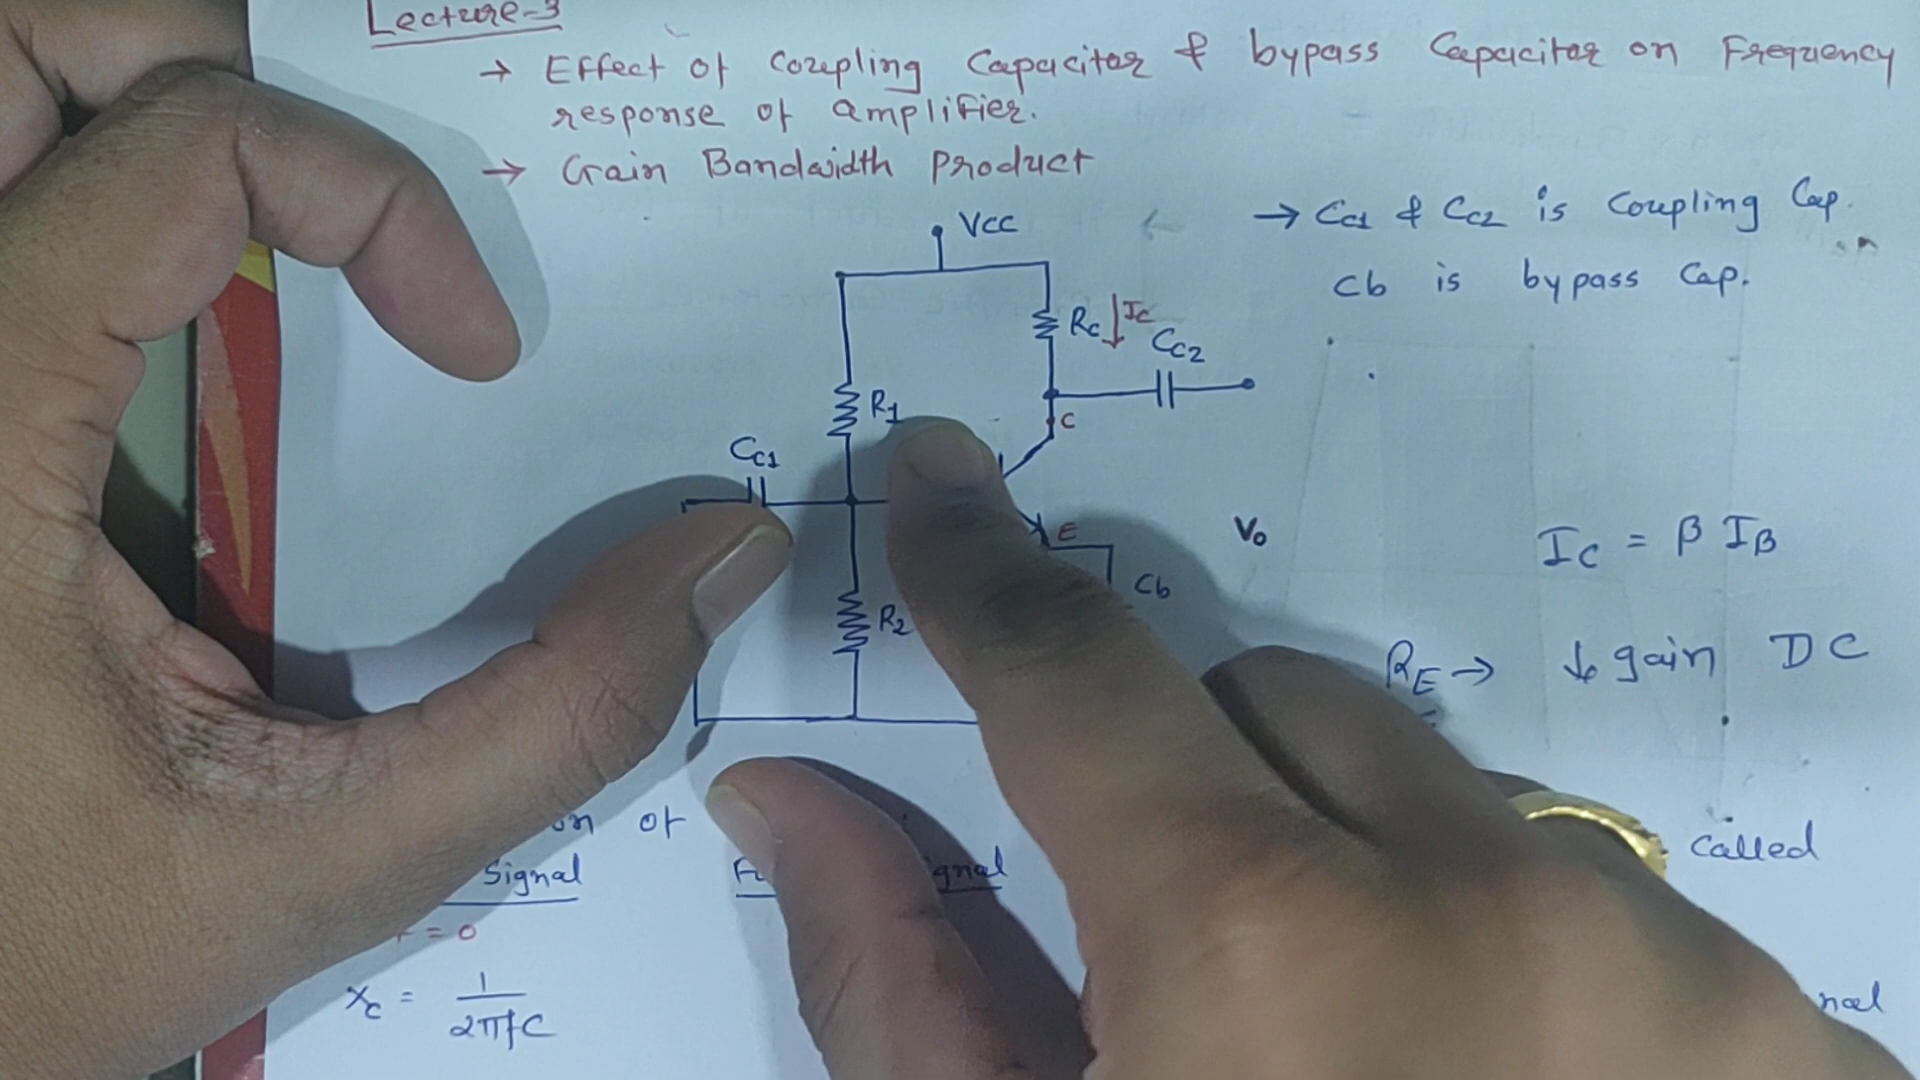 Lecture-3
→ Effect of Coupling Capacitor & bypass Capacitor on Frequency
response of amplifier.
→ Gain Bandwidth Product
→ Cc1 & Cc2 is Coupling Cap.
Cb is bypass Cap.
VCC
Rc ↓ Ic
Cc2
R1
C
Cc1
E
Vo
IC = β IB
Cb
R2
RE → ↓ gain DC
of
called
Signal
= 0
Xc = 1 / 2πfC